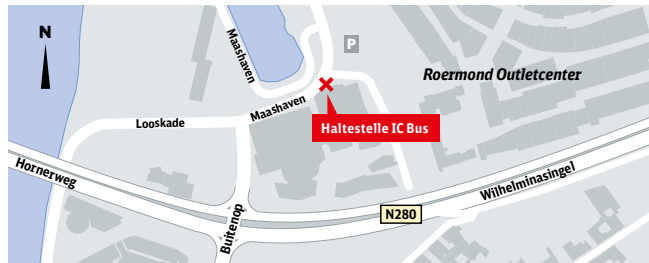 N
Maashaven
P
Roermond Outletcenter
Maashaven
Looskade
Haltestelle IC Bus
Hornerweg
Wilhelminasingel
N280
Buitenop